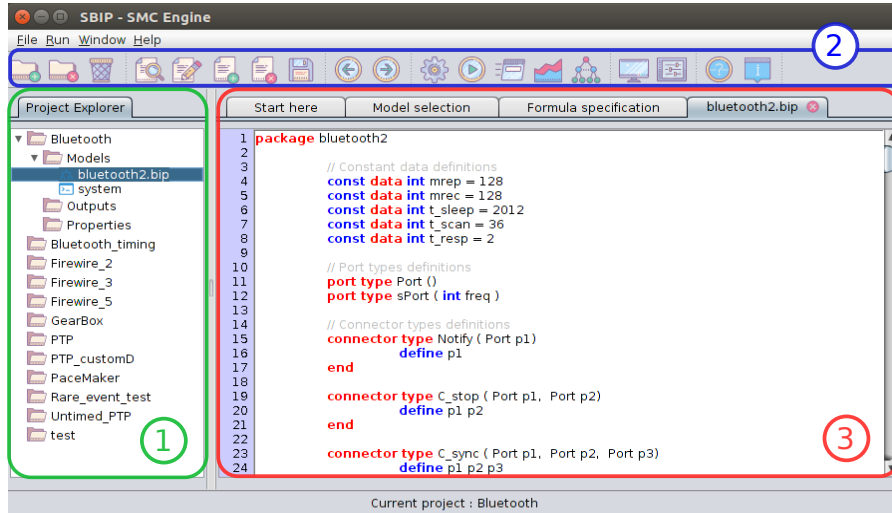 SBIP - SMC Engine
File Run Window Help
2
Project Explorer
Bluetooth
Models
bluetooth2.bip
system
Outputs
Properties
Bluetooth_timing
Firewire_2
Firewire_3
Firewire_5
GearBox
PTP
PTP_customD
PaceMaker
Rare_event_test
Untimed_PTP
test
1
Start here Model selection Formula specification bluetooth2.bip
1 package bluetooth2
2
3 // Constant data definitions
4 const data int mrep = 128
5 const data int mrec = 128
6 const data int t_sleep = 2012
7 const data int t_scan = 36
8 const data int t_resp = 2
9
10 // Port types definitions
11 port type Port ()
12 port type sPort ( int freq )
13
14 // Connector types definitions
15 connector type Notify ( Port p1)
16 define p1
17 end
18
19 connector type C_stop ( Port p1, Port p2)
20 define p1 p2
21 end
22
23 connector type C_sync ( Port p1, Port p2, Port p3)
24 define p1 p2 p3
3
Current project : Bluetooth